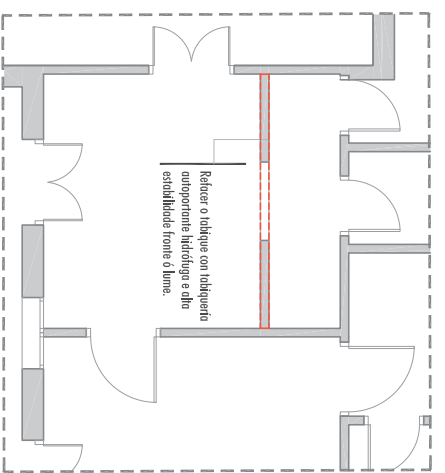 Refacer o tabique con tabiquería
autoportante hidrófuga e alta
estabilidade fronte ó lume.